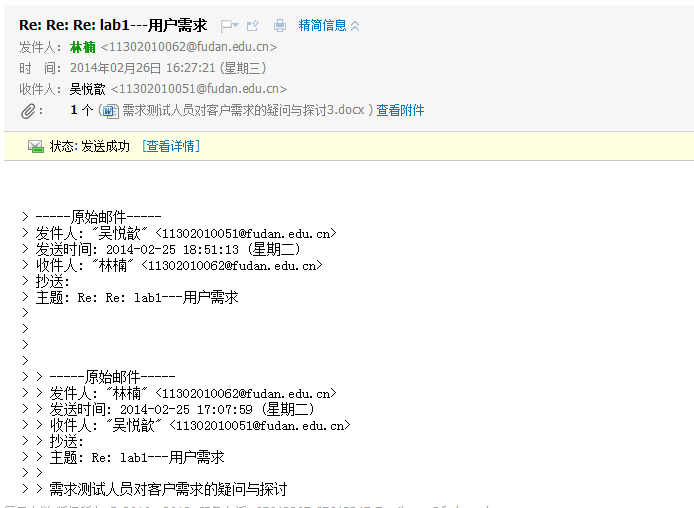 Re: Re: Re: lab1---用户需求 精简信息
发件人：林楠 <11302010062@fudan.edu.cn>
时 间：2014年02月26日 16:27:21 (星期三)
收件人：吴悦歆 <11302010051@fudan.edu.cn>
： 1 个 ( 需求测试人员对客户需求的疑问与探讨3.docx ) 查看附件
状态: 发送成功 [查看详情]
> -----原始邮件-----
> 发件人: "吴悦歆" <11302010051@fudan.edu.cn>
> 发送时间: 2014-02-25 18:51:13 (星期二)
> 收件人: "林楠" <11302010062@fudan.edu.cn>
> 抄送:
> 主题: Re: Re: lab1---用户需求
>
>
>
>
> > -----原始邮件-----
> > 发件人: "林楠" <11302010062@fudan.edu.cn>
> > 发送时间: 2014-02-25 17:07:59 (星期二)
> > 收件人: "吴悦歆" <11302010051@fudan.edu.cn>
> > 抄送:
> > 主题: Re: lab1---用户需求
> >
> > 需求测试人员对客户需求的疑问与探讨